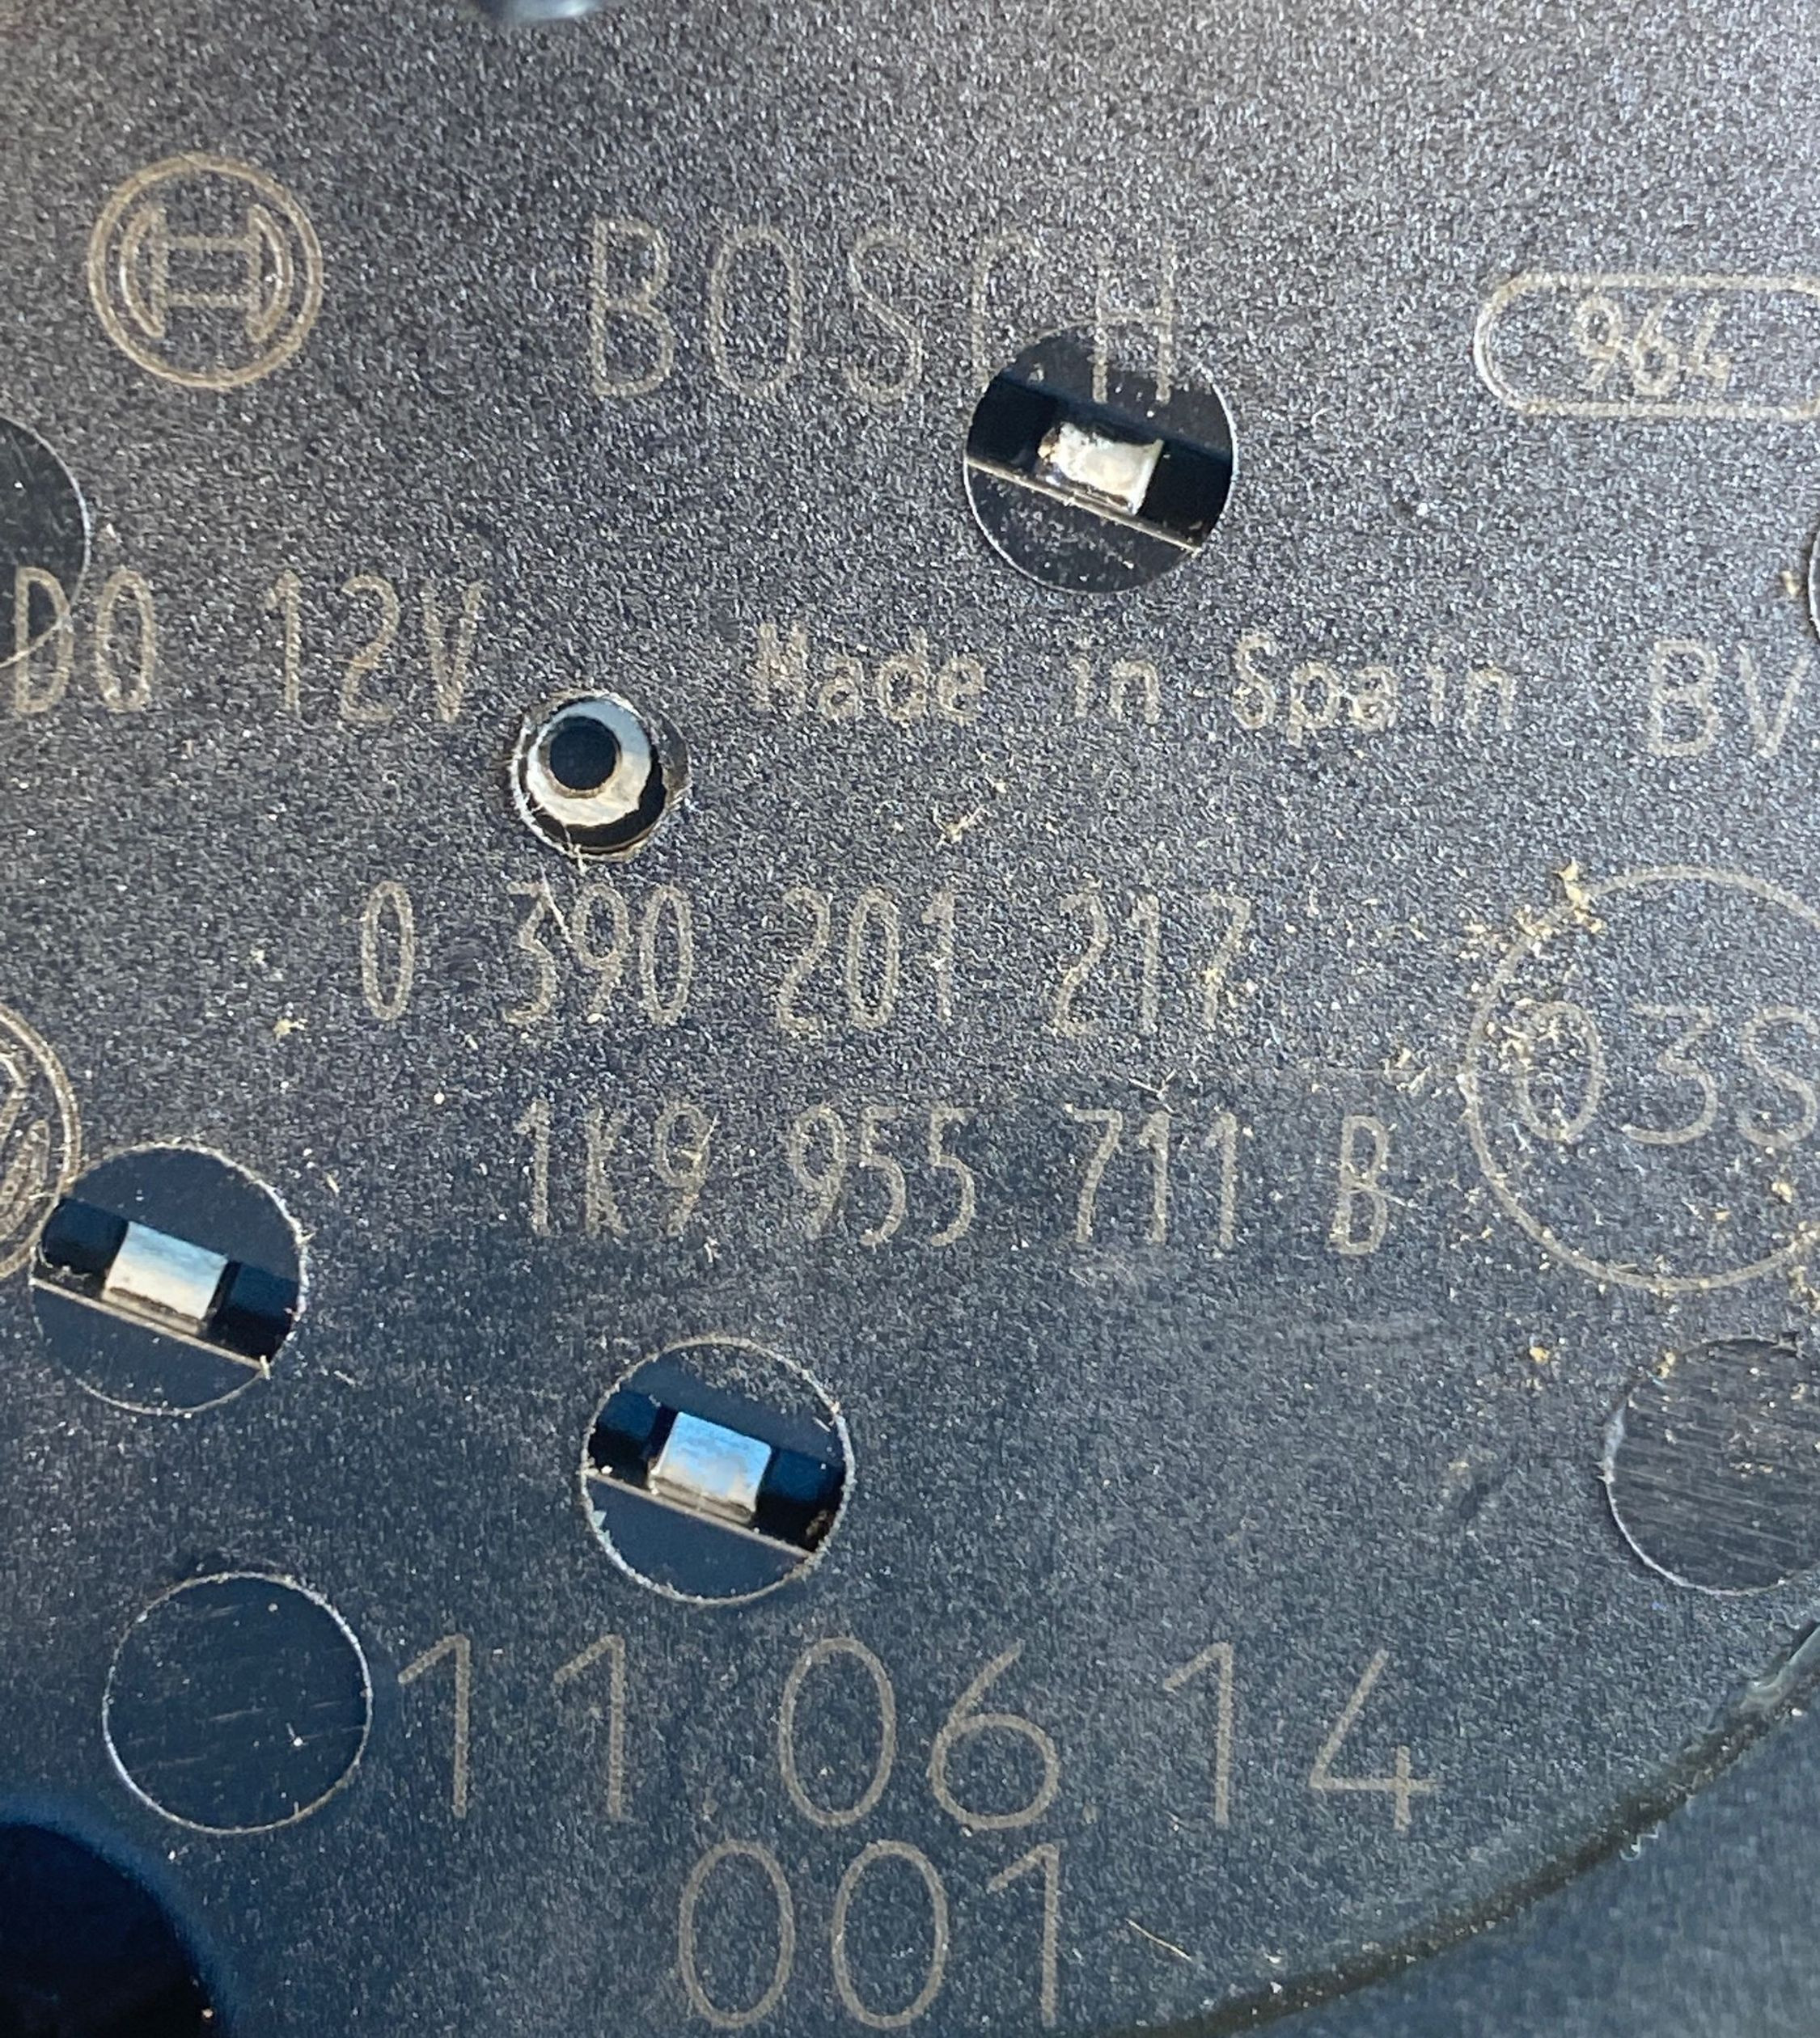 BOSCH 964
D0 12V Made in Spain BV
0 390 201 217
03S
1K9 955 711 B
11.06.14
001